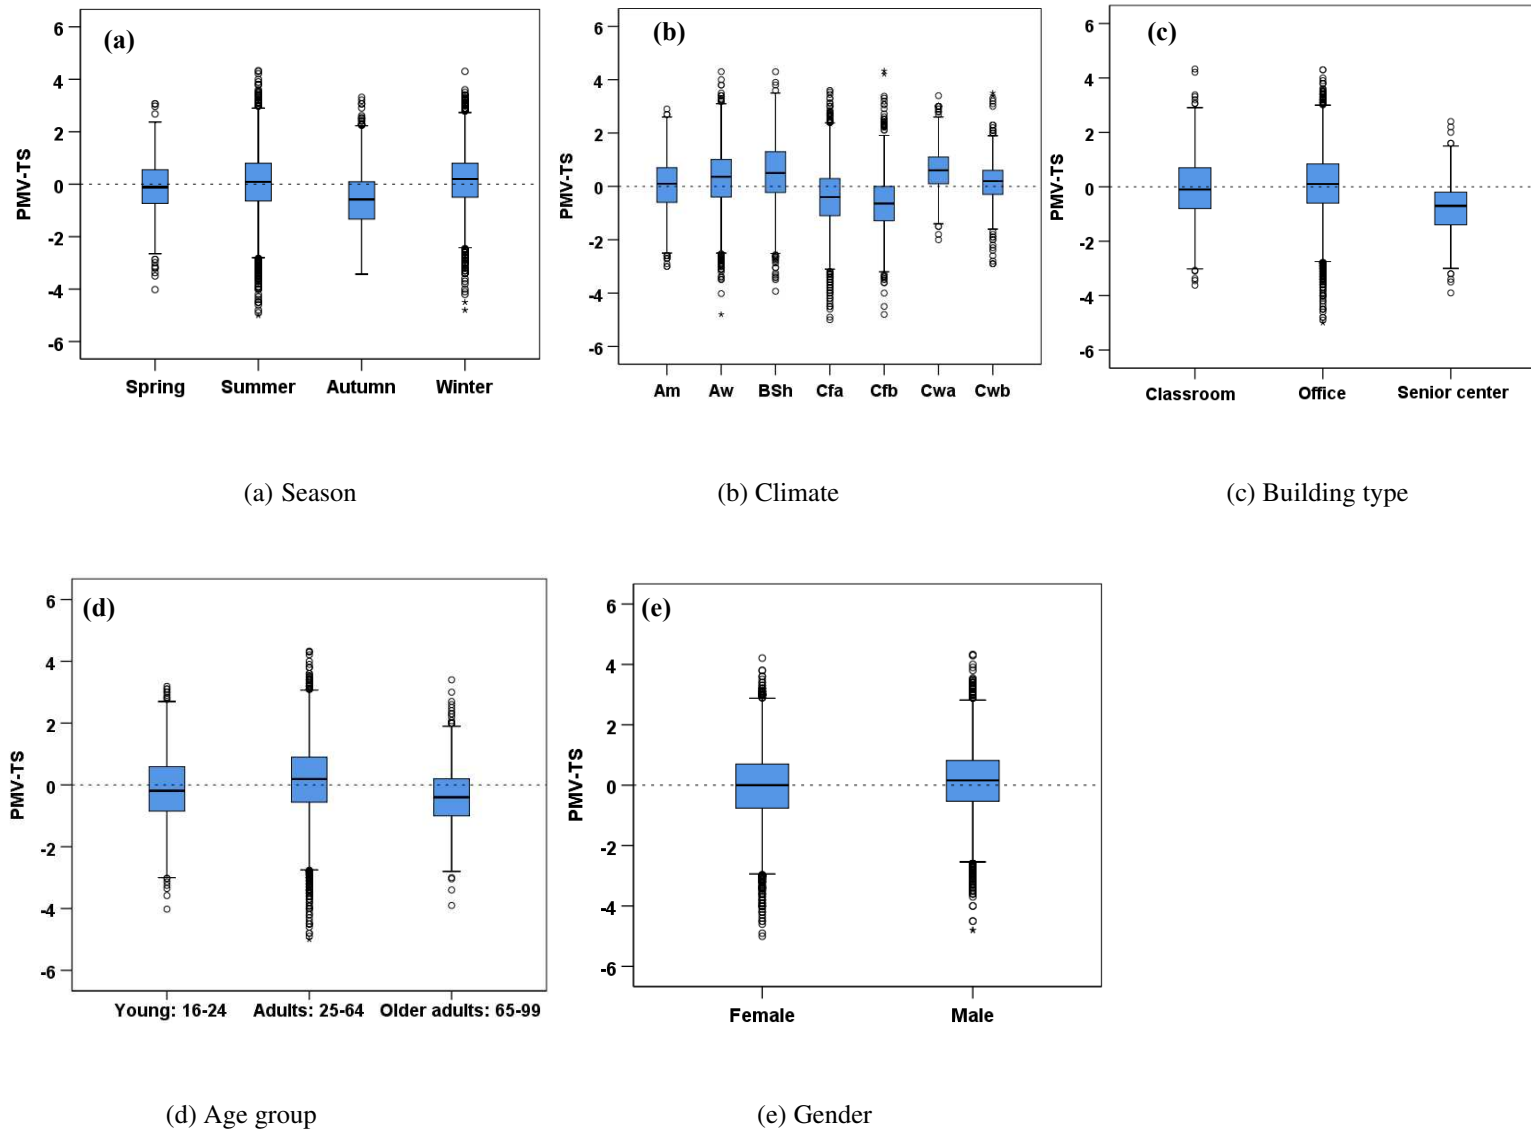 (a)
6
4
2
0
-2
-4
-6
PMV-TS
Spring Summer Autumn Winter
(a) Season
(b)
6
4
2
0
-2
-4
-6
PMV-TS
Am Aw BSh Cfa Cfb Cwa Cwb
(b) Climate
(c)
6
4
2
0
-2
-4
-6
PMV-TS
Classroom Office Senior center
(c) Building type
(d)
6
4
2
0
-2
-4
-6
PMV-TS
Young: 16-24 Adults: 25-64 Older adults: 65-99
(d) Age group
(e)
6
4
2
0
-2
-4
-6
PMV-TS
Female Male
(e) Gender